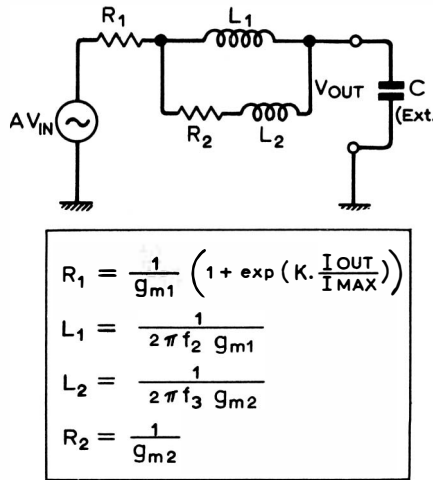 R₁
L₁
AVIN
R₂
L₂
VOUT
C
(Ext.
R₁ = 1/gm1 (1 + exp (K. IOUT/IMAX))
L₁ = 1/2πf₂ gm1
L₂ = 1/2πf₃ gm2
R₂ = 1/gm2